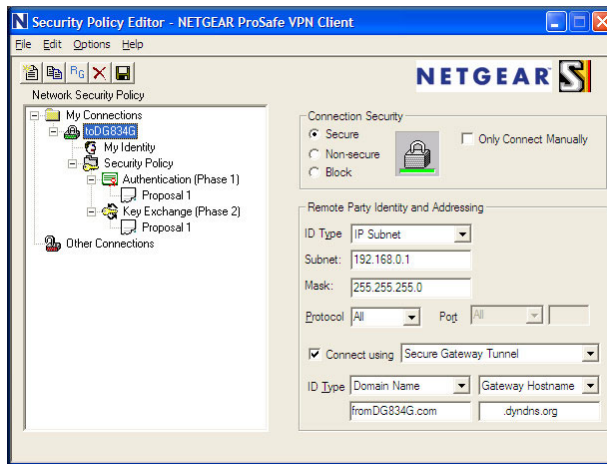 N Security Policy Editor - NETGEAR ProSafe VPN Client
File Edit Options Help
NETGEAR
Network Security Policy
My Connections
toDG834G
My Identity
Security Policy
Authentication (Phase 1)
Proposal 1
Key Exchange (Phase 2)
Proposal 1
Other Connections
Connection Security
Secure
Only Connect Manually
Non-secure
Block
Remote Party Identity and Addressing
ID Type IP Subnet
Subnet: 192.168.0.1
Mask: 255.255.255.0
Protocol All Port All
Connect using Secure Gateway Tunnel
ID Type Domain Name Gateway Hostname
fromDG834G.com .dyndns.org